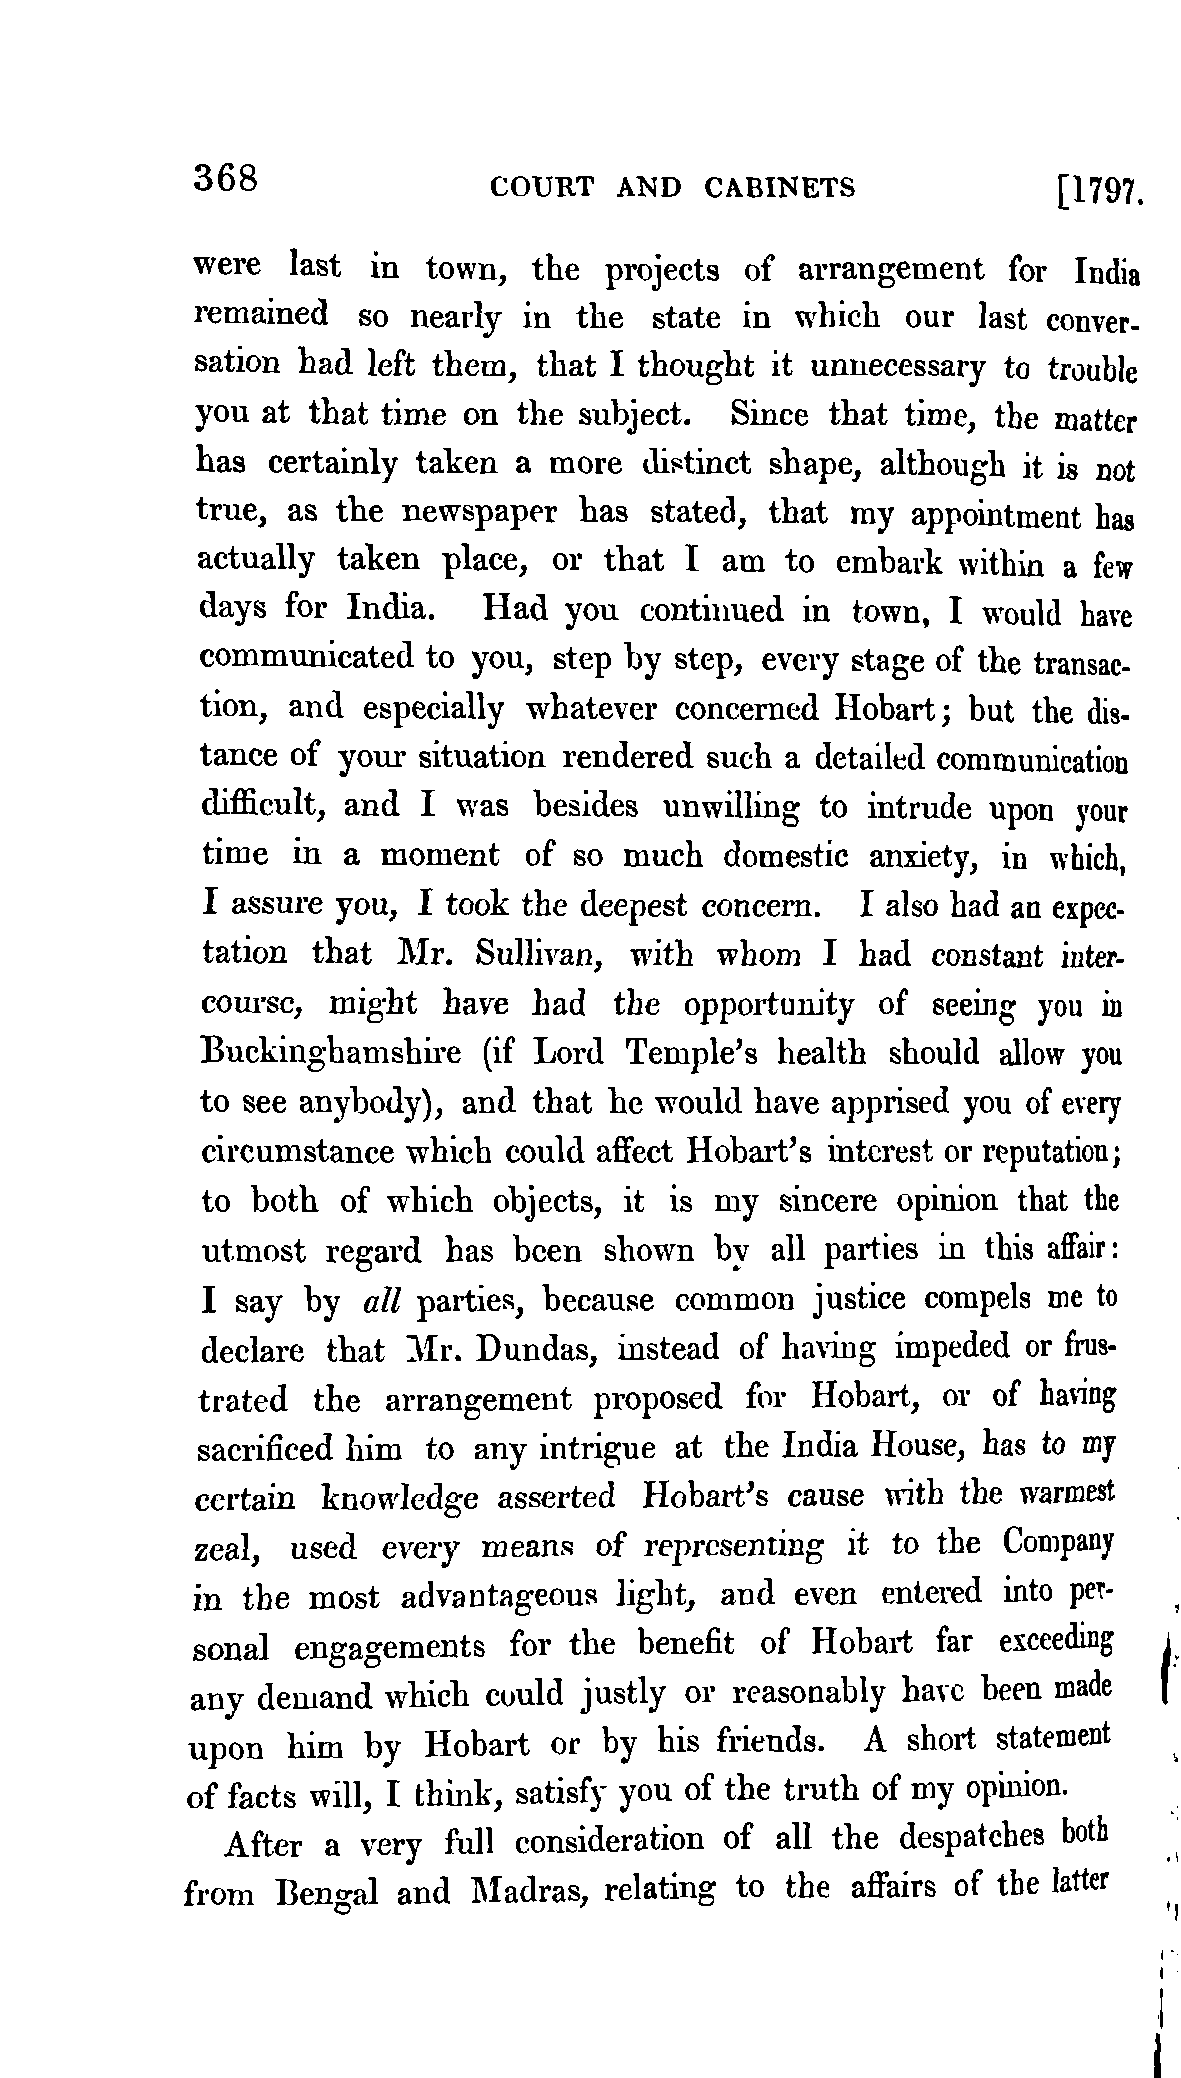 368 COURT AND CABINETS [1797.
were last in town, the projects of arrangement for India
remained so nearly in the state in which our last conver-
sation had left them, that I thought it unnecessary to trouble
you at that time on the subject. Since that time, the matter
has certainly taken a more distinct shape, although it is not
true, as the newspaper has stated, that my appointment has
actually taken place, or that I am to embark within a few
days for India. Had you continued in town, I would have
communicated to you, step by step, every stage of the transac-
tion, and especially whatever concerned Hobart; but the dis-
tance of your situation rendered such a detailed communication
difficult, and I was besides unwilling to intrude upon your
time in a moment of so much domestic anxiety, in which,
I assure you, I took the deepest concern. I also had an expec-
tation that Mr. Sullivan, with whom I had constant inter-
course, might have had the opportunity of seeing you in
Buckinghamshire (if Lord Temple's health should allow you
to see anybody), and that he would have apprised you of every
circumstance which could affect Hobart's interest or reputation;
to both of which objects, it is my sincere opinion that the
utmost regard has been shown by all parties in this affair:
I say by all parties, because common justice compels me to
declare that Mr. Dundas, instead of having impeded or frus-
trated the arrangement proposed for Hobart, or of having
sacrificed him to any intrigue at the India House, has to my
certain knowledge asserted Hobart's cause with the warmest
zeal, used every means of representing it to the Company
in the most advantageous light, and even entered into per-
sonal engagements for the benefit of Hobart far exceeding
any demand which could justly or reasonably have been made
upon him by Hobart or by his friends. A short statement
of facts will, I think, satisfy you of the truth of my opinion.
After a very full consideration of all the despatches both
from Bengal and Madras, relating to the affairs of the latter